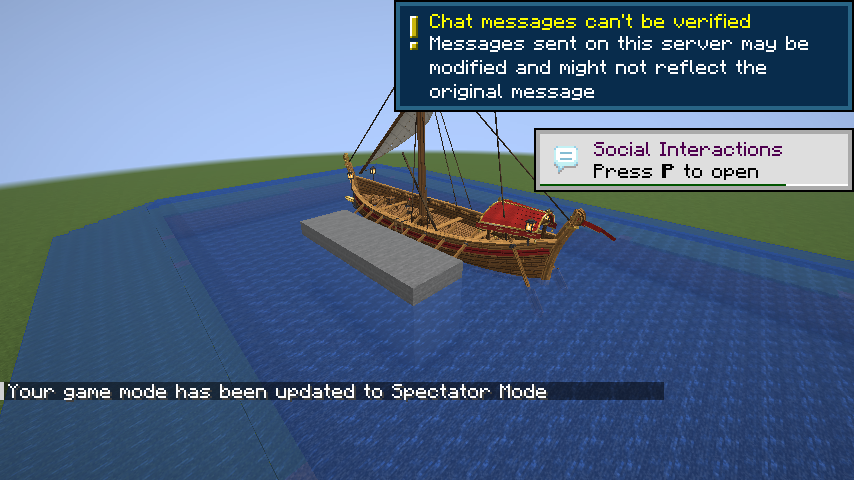 Chat messages can't be verified
Messages sent on this server may be
modified and might not reflect the
original message
Social Interactions
Press P to open
Your game mode has been updated to Spectator Mode